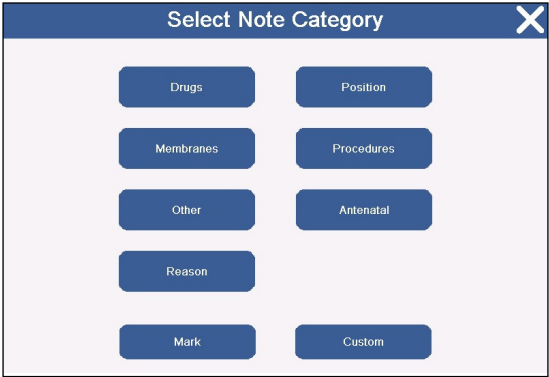 Select Note Category
Drugs
Position
Membranes
Procedures
Other
Antenatal
Reason
Mark
Custom